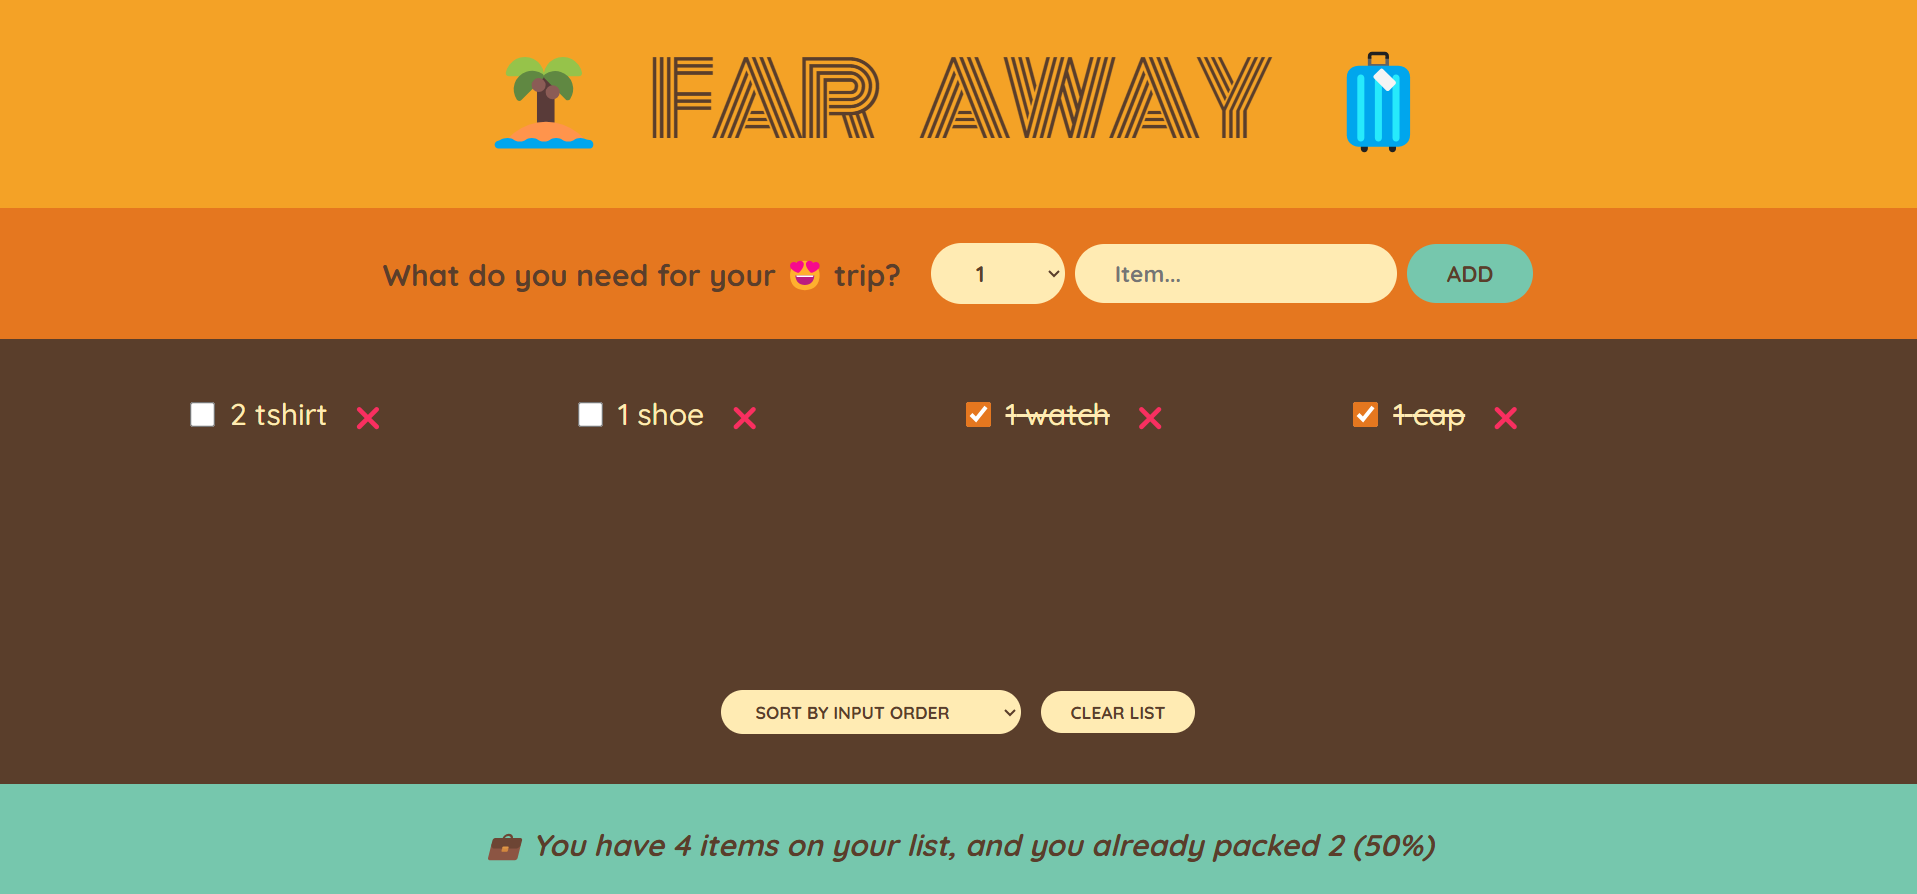 FAR AWAY
What do you need for your 😍 trip? 1 Item... ADD
2 tshirt ❌ 1 shoe ❌ 1 watch ❌ 1 cap ❌
SORT BY INPUT ORDER CLEAR LIST
You have 4 items on your list, and you already packed 2 (50%)